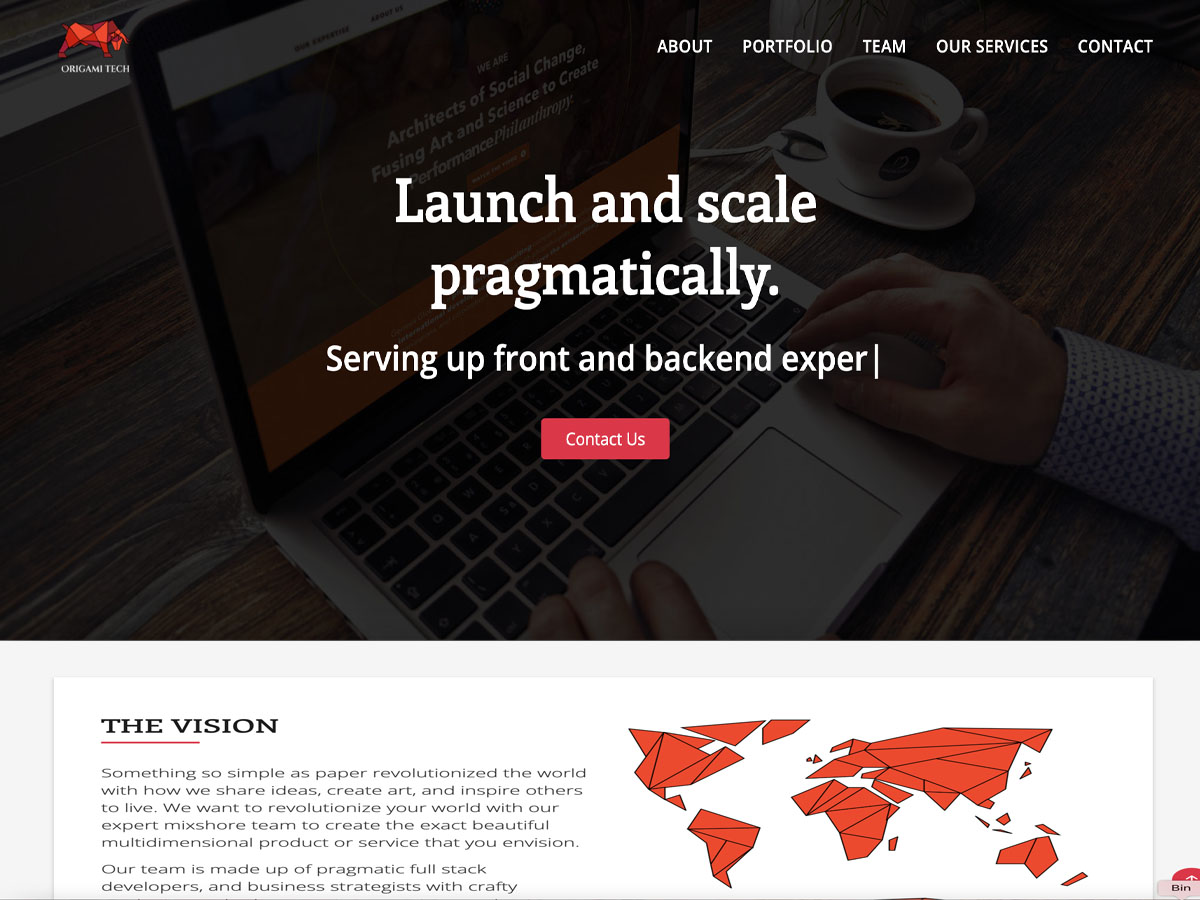 ORIGAMI TECH
ABOUT PORTFOLIO TEAM OUR SERVICES CONTACT
OUR EXPERTISE ABOUT US
WE ARE
Architects of Social Change,
Fusing Art and Science to Create
Performance Philanthropy.
Launch and scale
pragmatically.
Serving up front and backend exper
Contact Us
THE VISION
Something so simple as paper revolutionized the world
with how we share ideas, create art, and inspire others
to live. We want to revolutionize your world with our
expert mixshore team to create the exact beautiful
multidimensional product or service that you envision.
Our team is made up of pragmatic full stack
developers, and business strategists with crafty
Bin